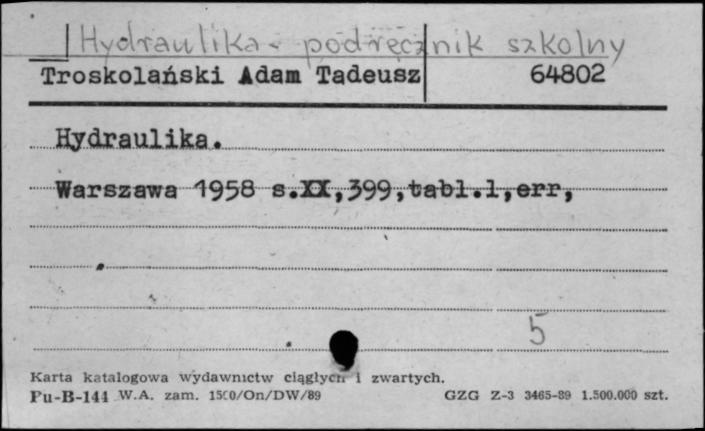 Hydraulika - podręcznik szkolny
Troskolański Adam Tadeusz 64802
Hydraulika.
Warszawa 1958 s.XX,399,tabl.1,err,
5
Karta katalogowa wydawnictw ciągłych i zwartych.
Pu-B-144 W.A. zam. 1500/On/DW/89 GZG Z-3 3465-89 1.500.000 szt.